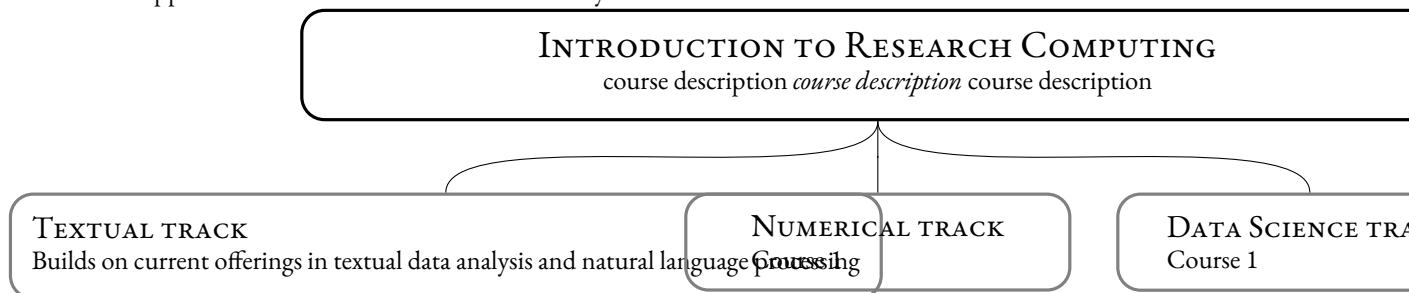 INTRODUCTION TO RESEARCH COMPUTING
course description course description course description
TEXTUAL TRACK
Builds on current offerings in textual data analysis and natural language processing
NUMERICAL TRACK
Course 1
DATA SCIENCE
Course 1